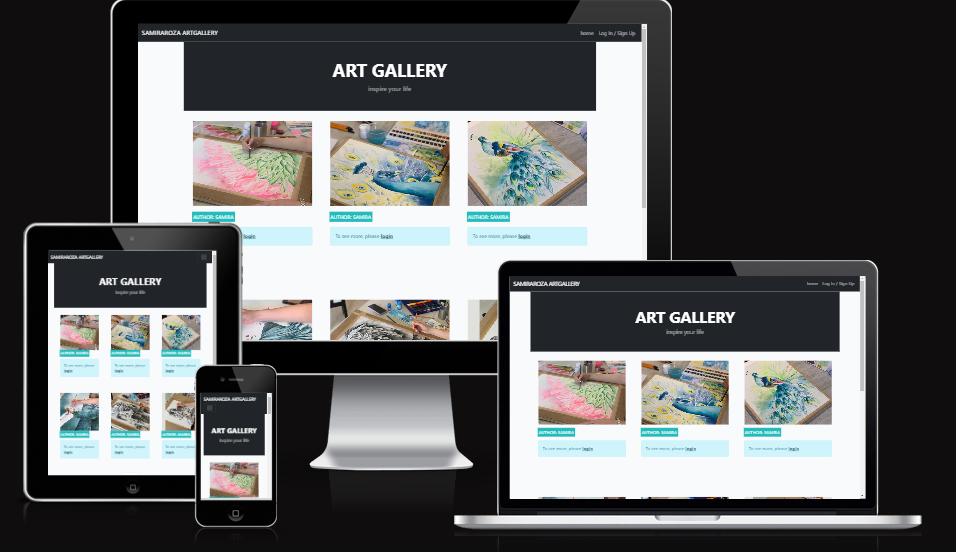 SAMIRAROZA ARTGALLERY
home Log In / Sign Up
ART GALLERY
inspire your life
AUTHOR: SAMIRA AUTHOR: SAMIRA AUTHOR: SAMIRA
login To see more, please login To see more, please login
SAMIRAROZA ARTGALLERY
ART GALLERY
inspire your life
AUTHOR: SAMIRA AUTHOR: SAMIRA AUTHOR: SAMIRA
To see more, please To see more, please To see more, please
login login login
AUTHOR: SAMIRA AUTHOR: SAMIRA AUTHOR: SAMIRA
To see more, please To see more, please To see more, please
login login login
SAMIRAROZA ARTGALLERY
ART GALLERY
inspire your life
SAMIRAROZA ARTGALLERY
home Log In / Sign Up
ART GALLERY
inspire your life
AUTHOR: SAMIRA AUTHOR: SAMIRA AUTHOR: SAMIRA
To see more, please login To see more, please login To see more, please login